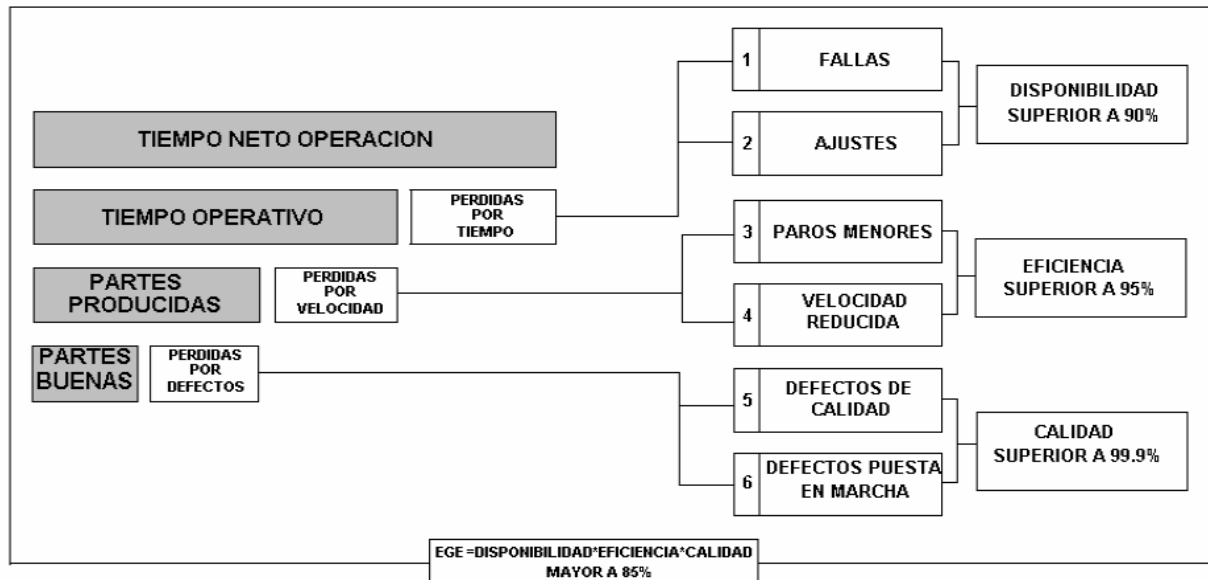 TIEMPO NETO OPERACION
TIEMPO OPERATIVO
PERDIDAS
POR
TIEMPO
PARTES
PRODUCIDAS
PERDIDAS
POR
VELOCIDAD
PARTES
BUENAS
PERDIDAS
POR
DEFECTOS
1
FALLAS
2
AJUSTES
DISPONIBILIDAD
SUPERIOR A 90%
3
PAROS MENORES
4
VELOCIDAD
REDUCIDA
EFICIENCIA
SUPERIOR A 95%
5
DEFECTOS DE
CALIDAD
6
DEFECTOS PUESTA
EN MARCHA
CALIDAD
SUPERIOR A 99.9%
EGE =DISPONIBILIDAD*EFICIENCIA*CALIDAD
MAYOR A 85%